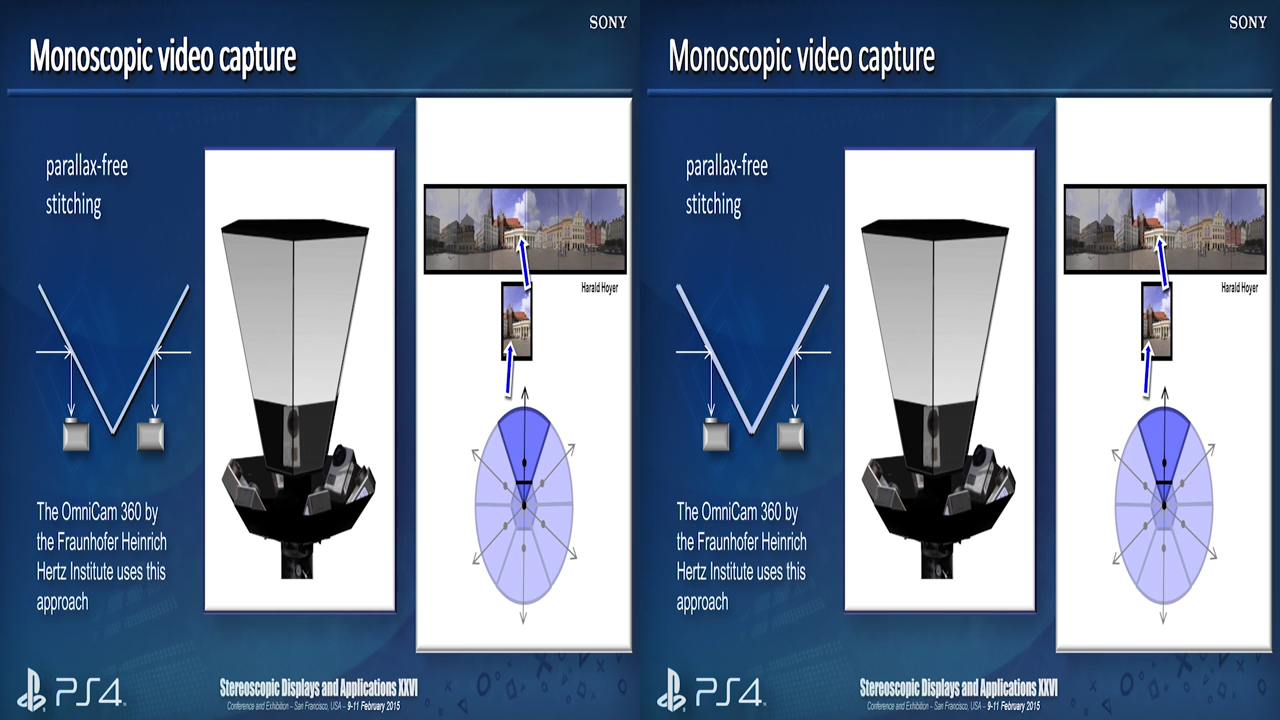 SONY
Monoscopic video capture
parallax-free
stitching
Harald Hoyer
The OmniCam 360 by
the Fraunhofer Heinrich
Hertz Institute uses this
approach
PS4
Stereoscopic Displays and Applications XXVI
Conference and Exhibition – San Francisco, USA – 9-11 February 2015
SONY
Monoscopic video capture
parallax-free
stitching
Harald Hoyer
The OmniCam 360 by
the Fraunhofer Heinrich
Hertz Institute uses this
approach
PS4
Stereoscopic Displays and Applications XXVI
Conference and Exhibition – San Francisco, USA – 9-11 February 2015